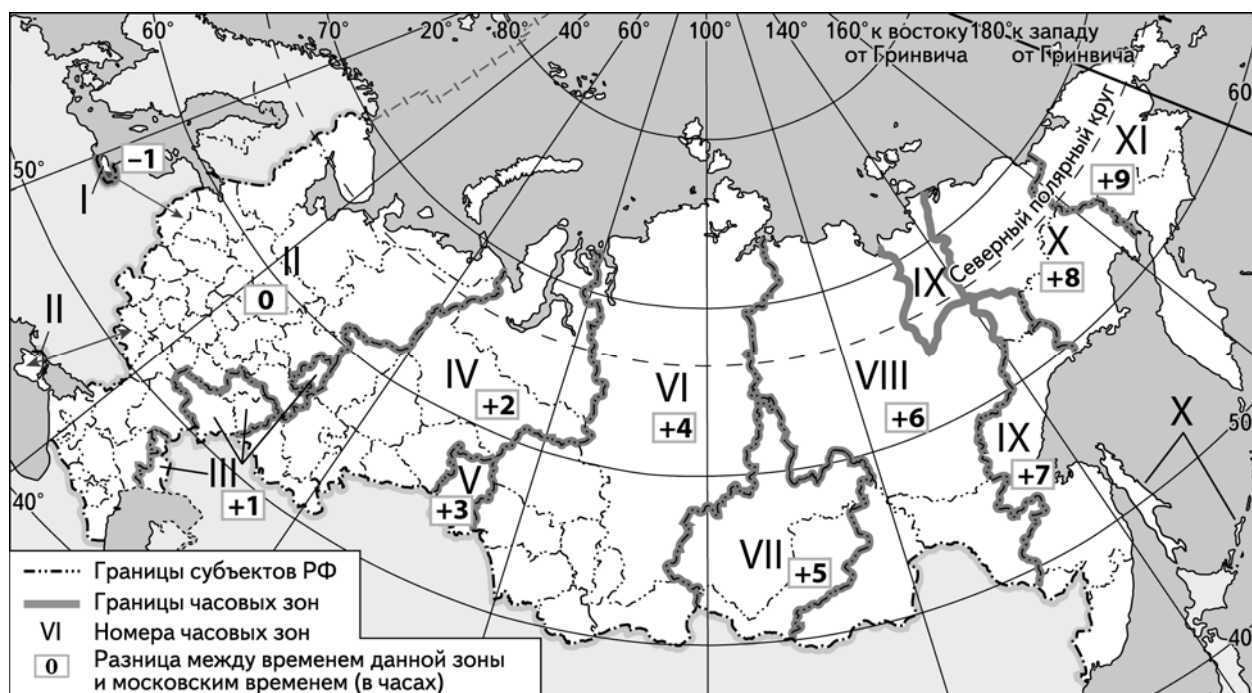 60°
70°
20°
80°
40°
60°
100°
140°
160° к востоку
от Гринвича
180° к западу
от Гринвича
60°
50°
–1
I
Северный полярный круг
XI
+9
X
+8
IX
II
0
II
IV
+2
VI
+4
VIII
+6
X
50°
IX
+7
III
+1
V
+3
40°
VII
+5
40°
Границы субъектов РФ
Границы часовых зон
VI Номера часовых зон
0 Разница между временем данной зоны
и московским временем (в часах)